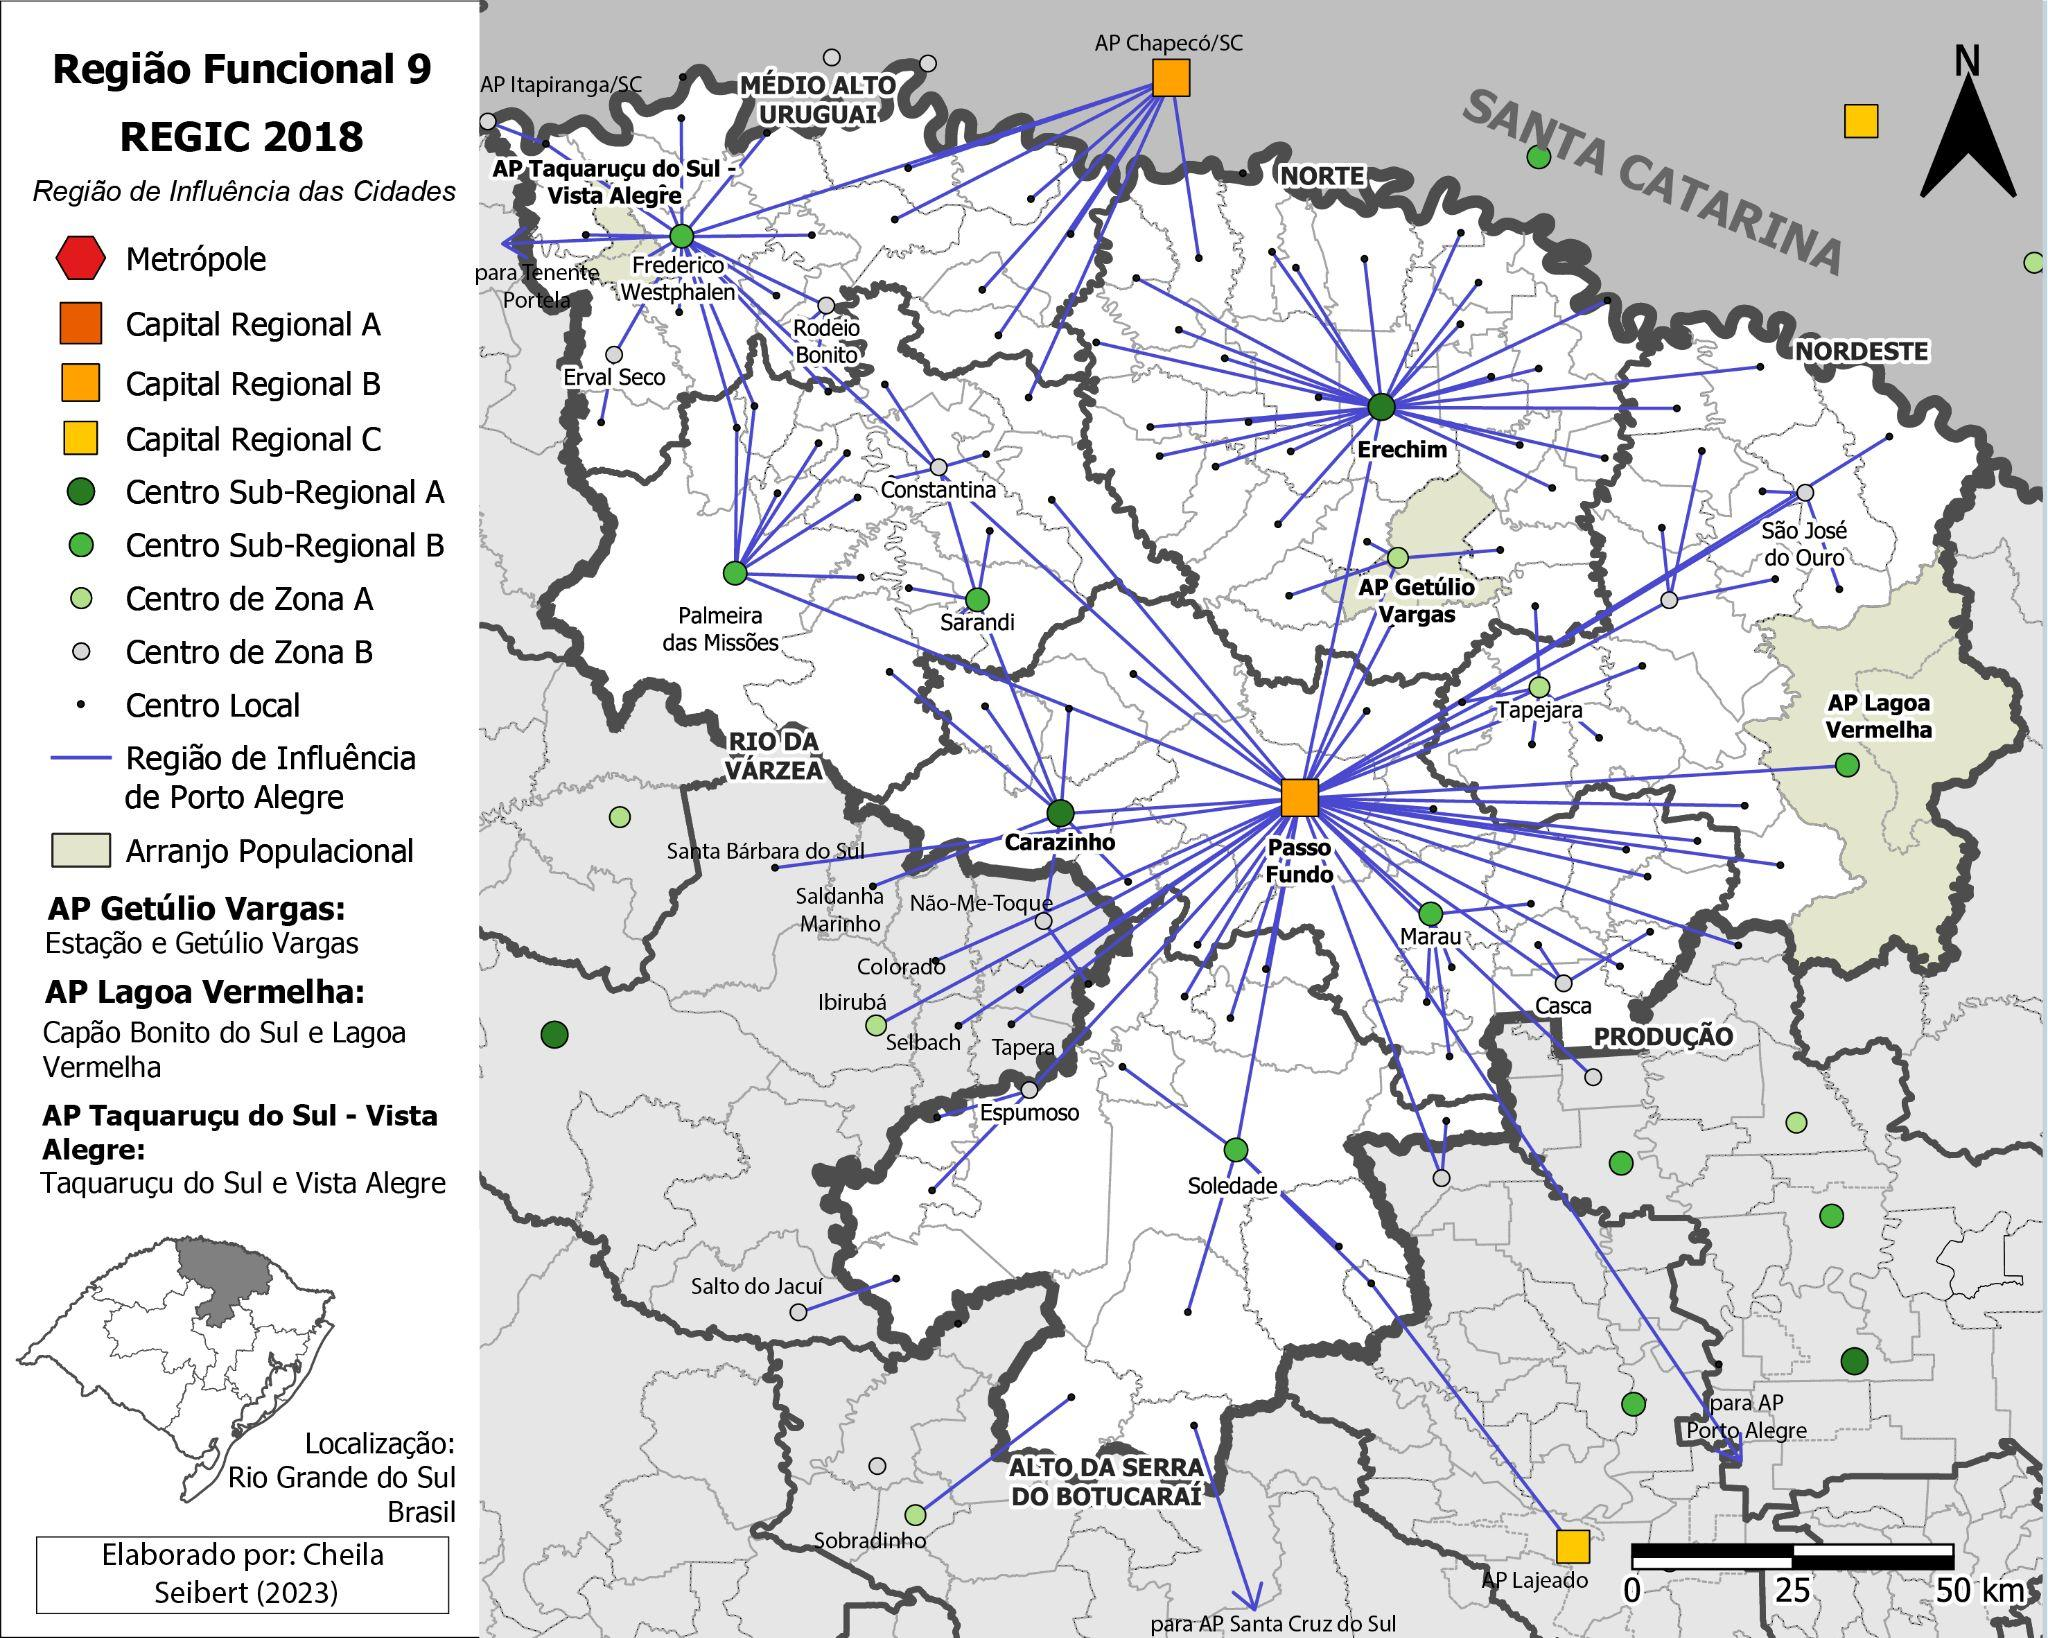 Região Funcional 9
REGIC 2018
Região de Influência das Cidades
Metrópole
Capital Regional A
Capital Regional B
Capital Regional C
Centro Sub-Regional A
Centro Sub-Regional B
Centro de Zona A
Centro de Zona B
Centro Local
Região de Influência
de Porto Alegre
Arranjo Populacional
AP Getúlio Vargas:
Estação e Getúlio Vargas
AP Lagoa Vermelha:
Capão Bonito do Sul e Lagoa
Vermelha
AP Taquaruçu do Sul - Vista
Alegre:
Taquaruçu do Sul e Vista Alegre
Localização:
Rio Grande do Sul
Brasil
Elaborado por: Cheila
Seibert (2023)
AP Chapecó/SC
N
AP Itapiranga/SC
MÉDIO ALTO
URUGUAI
SANTA CATARINA
AP Taquaruçu do Sul -
Vista Alegre
NORTE
para Tenente
Portela
Frederico
Westphalen
Rodeio
Bonito
Erval Seco
NORDESTE
Erechim
Constantina
São José
do Ouro
AP Getúlio
Vargas
Palmeira
das Missões
Sarandi
Tapejara
AP Lagoa
Vermelha
RIO DA
VÁRZEA
Carazinho
Passo
Fundo
Santa Bárbara do Sul
Saldanha
Marinho
Não-Me-Toque
Marau
Colorado
Ibirubá
Selbach
Tapera
Casca
PRODUÇÃO
Espumoso
Soledade
Salto do Jacuí
para AP
Porto Alegre
ALTO DA SERRA
DO BOTUCARAÍ
Sobradinho
AP Lajeado
para AP Santa Cruz do Sul
0 25 50 km